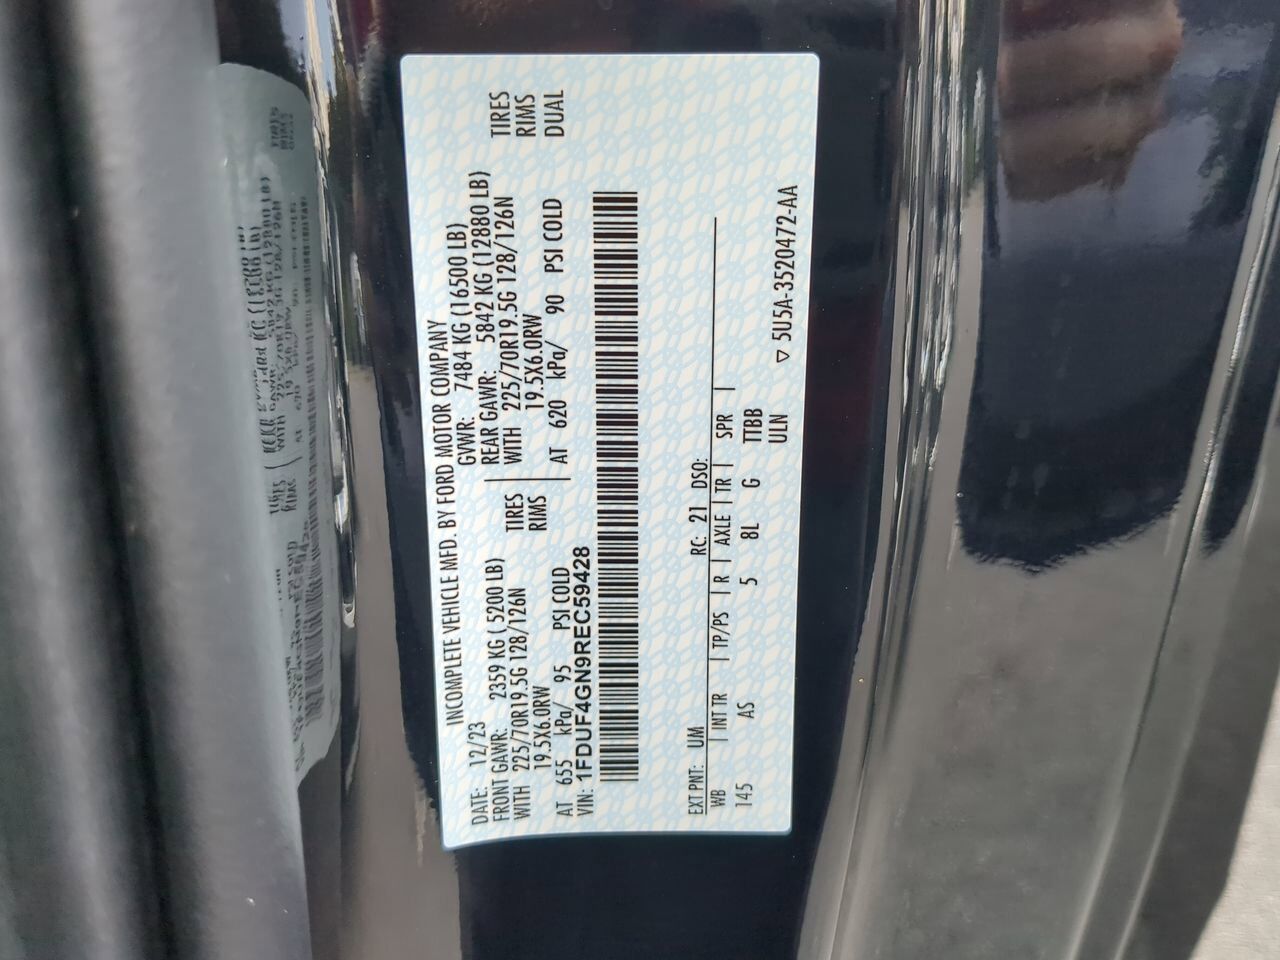 INCOMPLETE VEHICLE MFD. BY FORD MOTOR COMPANY
DATE: 12/23 GVWR: 7484 KG (16500 LB)
FRONT GAWR: 2359 KG ( 5200 LB) REAR GAWR: 5842 KG (12880 LB)
WITH 225/70R19.5G 128/126N TIRES WITH 225/70R19.5G 128/126N TIRES
19.5X6.0RW RIMS 19.5X6.0RW RIMS
AT 655 kPa/ 95 PSI COLD AT 620 kPa/ 90 PSI COLD DUAL
VIN: 1FDUF4GN9REC59428
EXT PNT: UM RC: 21 DSO:
WB | INT TR | TP/PS | R | AXLE | TR | SPR |
145 AS 5 8L G TTBB
ULN
▽ 5U5A-3520472-AA